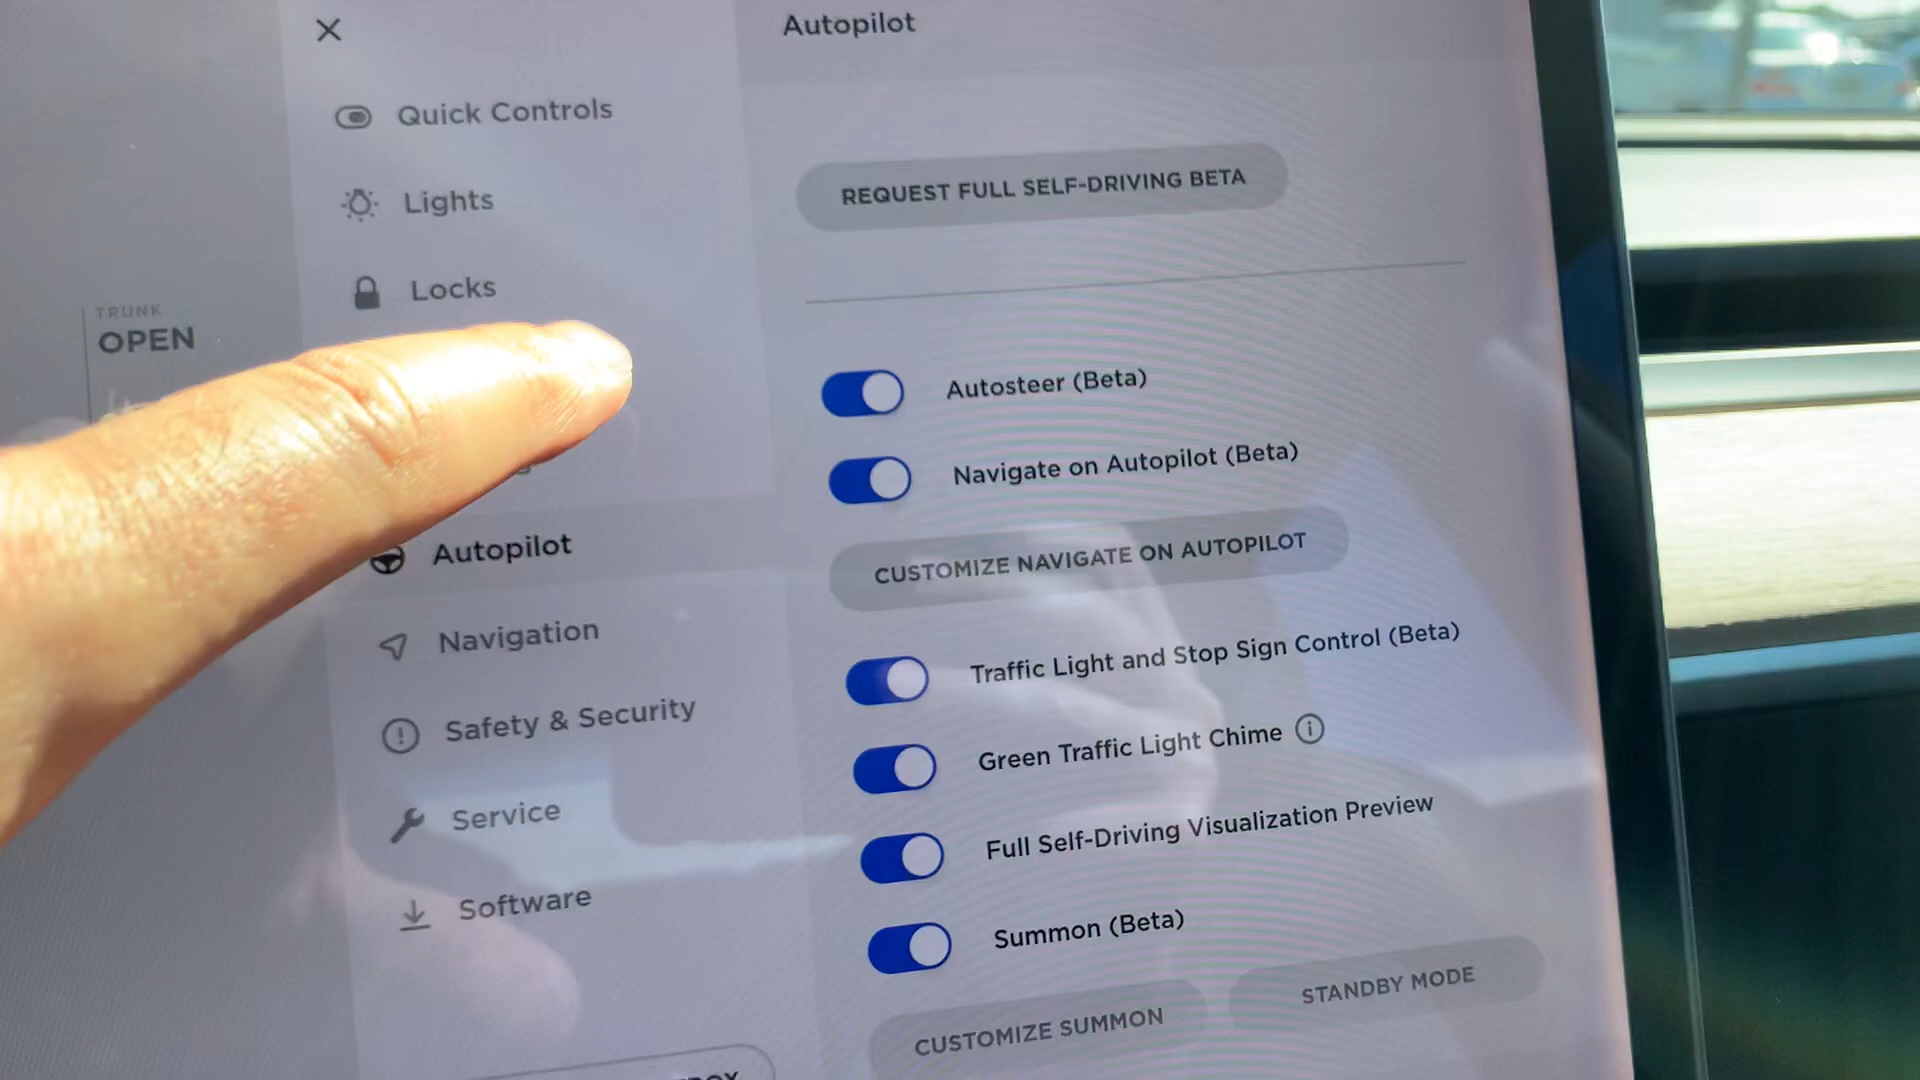 Autopilot
Quick Controls
Lights
Locks
TRUNK
OPEN
Autopilot
Navigation
Safety & Security
Service
Software
REQUEST FULL SELF-DRIVING BETA
Autosteer (Beta)
Navigate on Autopilot (Beta)
CUSTOMIZE NAVIGATE ON AUTOPILOT
Traffic Light and Stop Sign Control (Beta)
Green Traffic Light Chime
Full Self-Driving Visualization Preview
Summon (Beta)
CUSTOMIZE SUMMON
STANDBY MODE